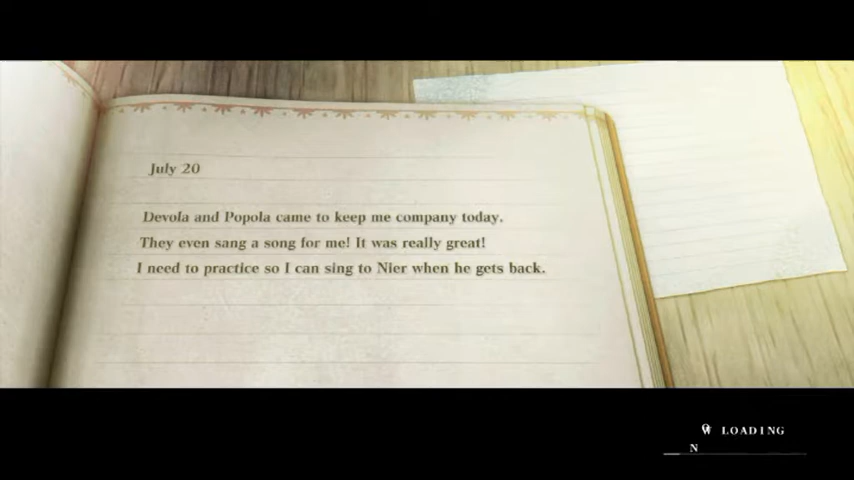 July 20
Devola and Popola came to keep me company today.
They even sang a song for me! It was really great!
I need to practice so I can sing to Nier when he gets back.
LOADING
N